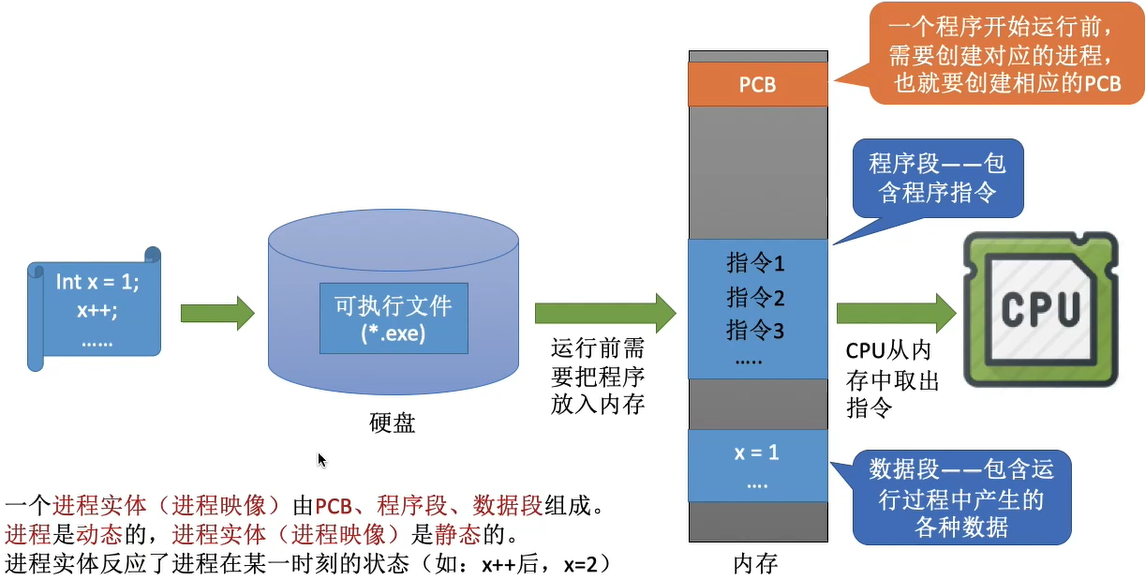 一个程序开始运行前，
需要创建对应的进程，
也就要创建相应的PCB
PCB
程序段——包
含程序指令
Int x = 1;
x++;
……
可执行文件
(*.exe)
硬盘
运行前需
要把程序
放入内存
指令1
指令2
指令3
…..
CPU从内
存中取出
指令
CPU
x = 1
….
数据段——包含运
行过程中产生的
各种数据
内存
一个进程实体（进程映像）由PCB、程序段、数据段组成。
进程是动态的，进程实体（进程映像）是静态的。
进程实体反应了进程在某一时刻的状态（如：x++后，x=2）